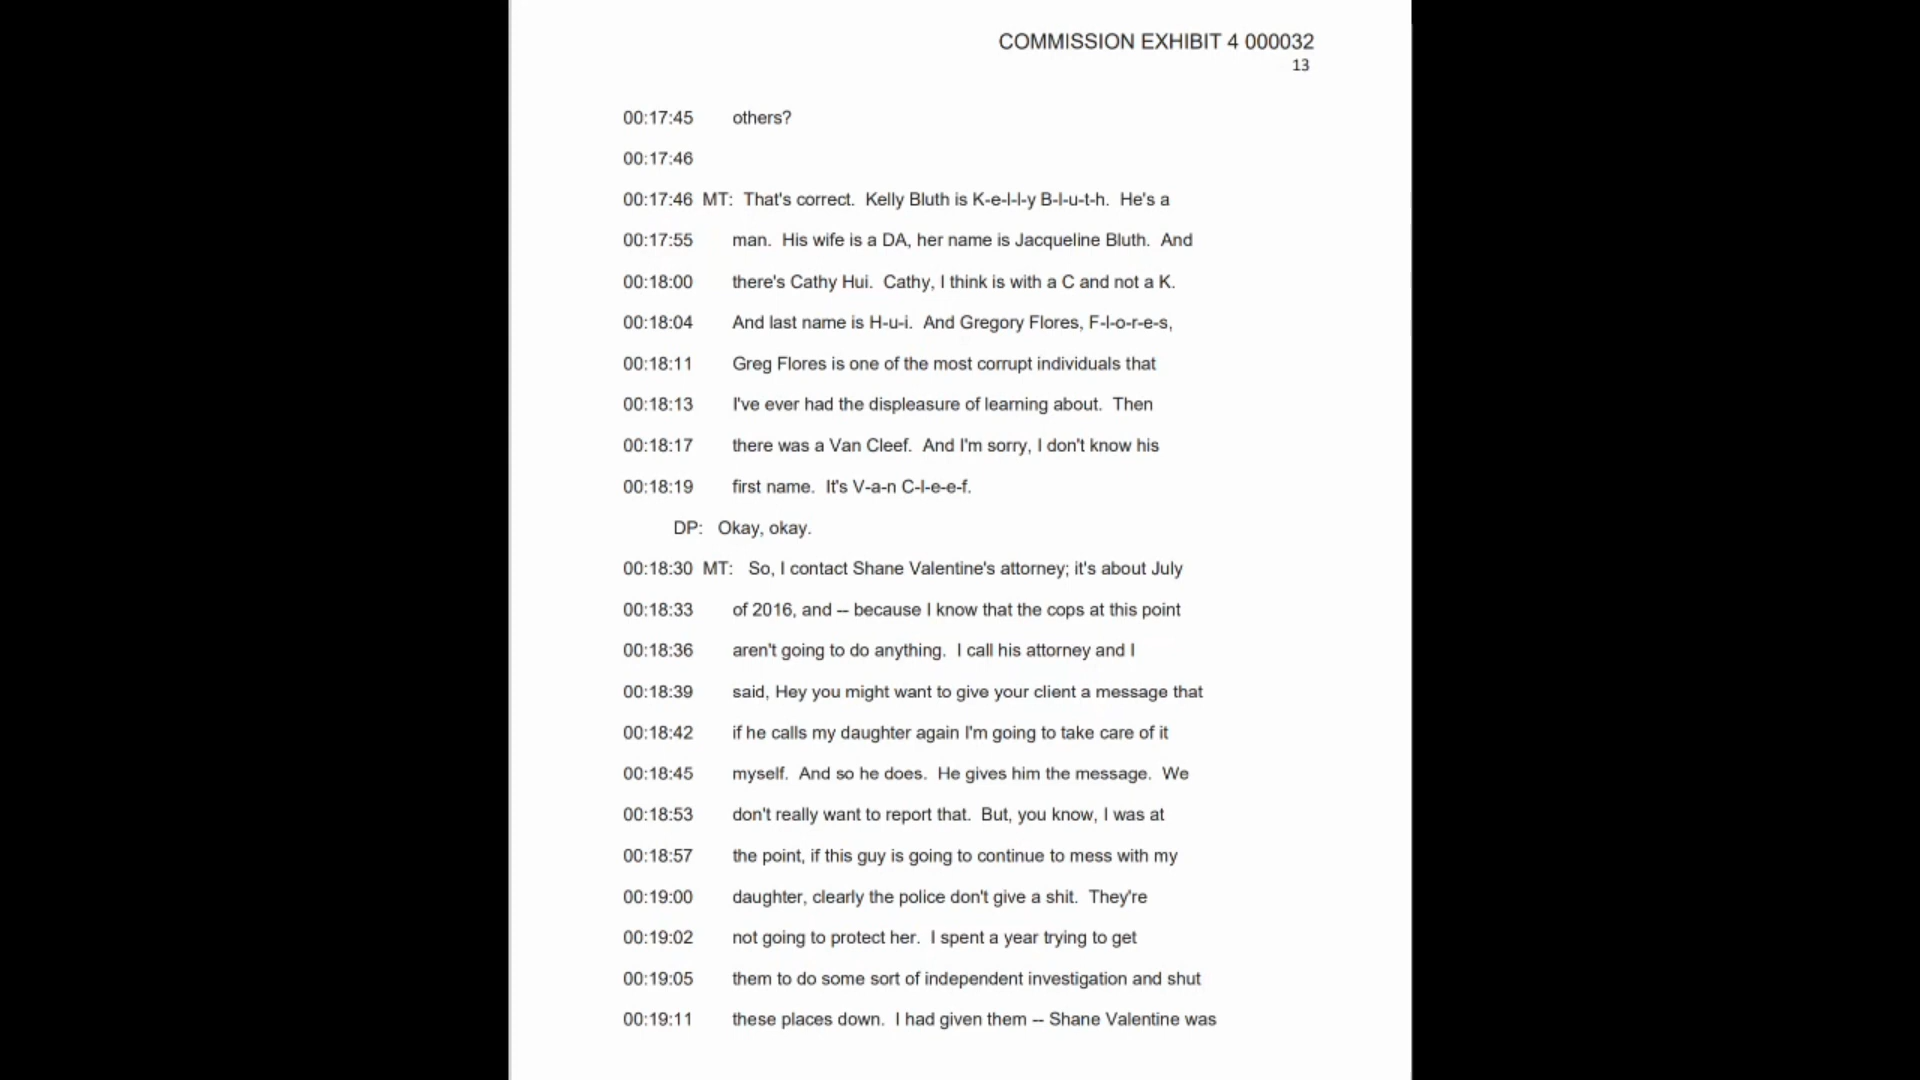 COMMISSION EXHIBIT 4 000032
13
00:17:45 others?
00:17:46
00:17:46 MT: That's correct. Kelly Bluth is K-e-l-l-y B-l-u-t-h. He's a
00:17:55 man. His wife is a DA, her name is Jacqueline Bluth. And
00:18:00 there's Cathy Hui. Cathy, I think is with a C and not a K.
00:18:04 And last name is H-u-i. And Gregory Flores, F-l-o-r-e-s,
00:18:11 Greg Flores is one of the most corrupt individuals that
00:18:13 I've ever had the displeasure of learning about. Then
00:18:17 there was a Van Cleef. And I'm sorry, I don't know his
00:18:19 first name. It's V-a-n C-l-e-e-f.
DP: Okay, okay.
00:18:30 MT: So, I contact Shane Valentine's attorney; it's about July
00:18:33 of 2016, and -- because I know that the cops at this point
00:18:36 aren't going to do anything. I call his attorney and I
00:18:39 said, Hey you might want to give your client a message that
00:18:42 if he calls my daughter again I'm going to take care of it
00:18:45 myself. And so he does. He gives him the message. We
00:18:53 don't really want to report that. But, you know, I was at
00:18:57 the point, if this guy is going to continue to mess with my
00:19:00 daughter, clearly the police don't give a shit. They're
00:19:02 not going to protect her. I spent a year trying to get
00:19:05 them to do some sort of independent investigation and shut
00:19:11 these places down. I had given them -- Shane Valentine was